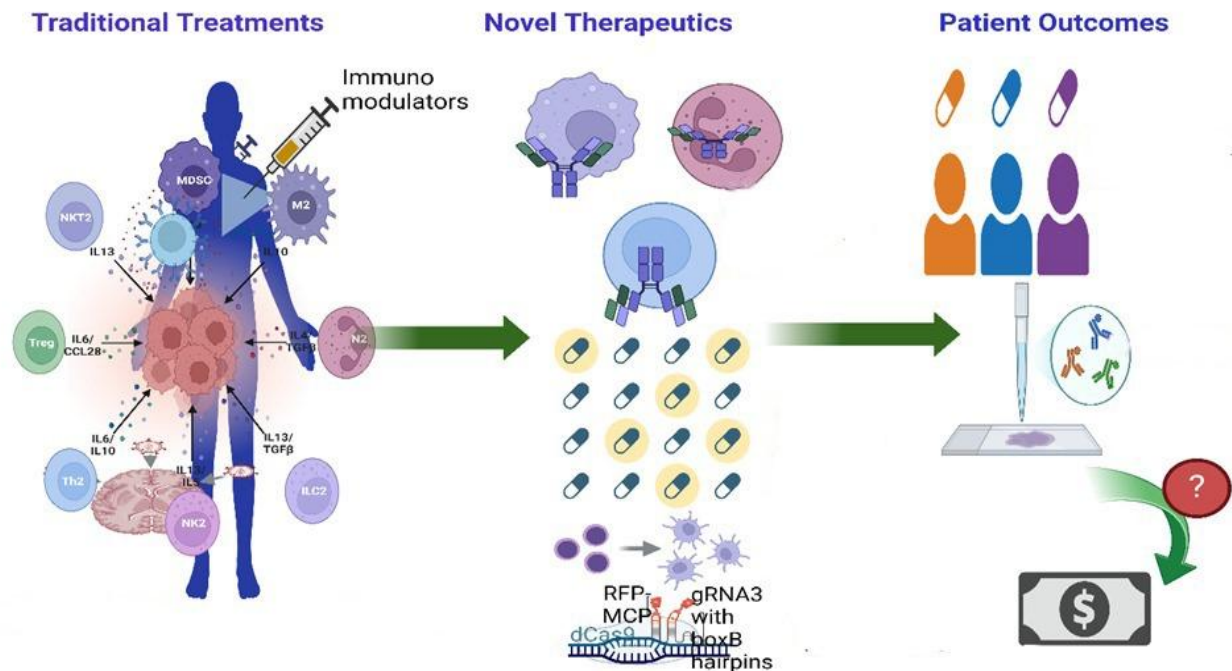 Traditional Treatments
Novel Therapeutics
Patient Outcomes
Immuno
modulators
MDSC
M2
NKT2
IL13
IL10
Treg
IL6/
CCL28
IL4/
TGFβ
N2
IL6/
IL10
IL13/
TGFβ
Th2
IL13/
NK2
ILC2
RFP-
MCP
dCas9
gRNA3
with
boxB
hairpins
?
$